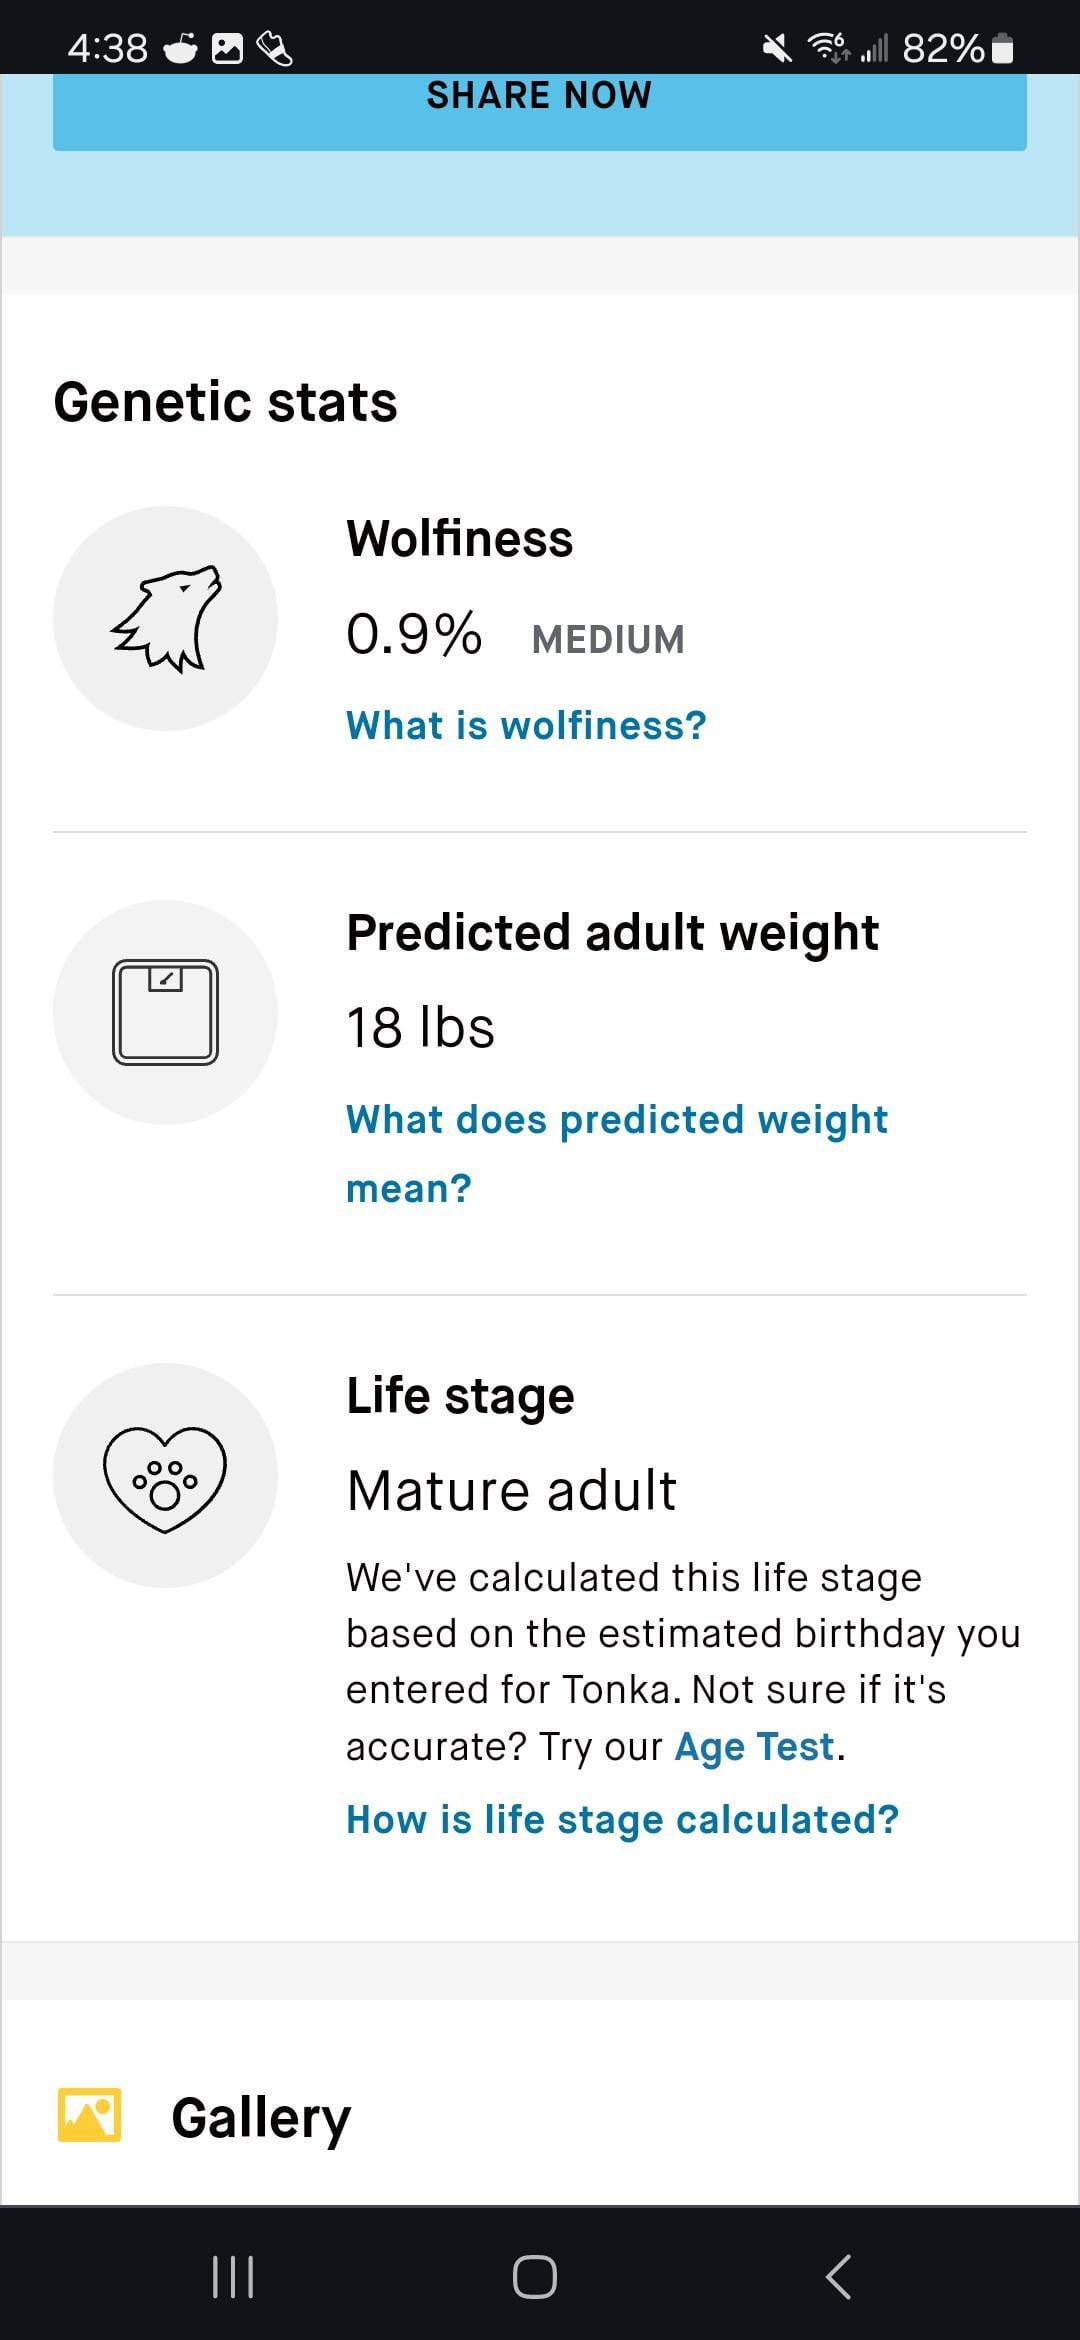 4:38
6
82%
SHARE NOW
Genetic stats
Wolfiness
0.9% MEDIUM
What is wolfiness?
Predicted adult weight
18 lbs
What does predicted weight
mean?
Life stage
Mature adult
We've calculated this life stage
based on the estimated birthday you
entered for Tonka. Not sure if it's
accurate? Try our Age Test.
How is life stage calculated?
Gallery